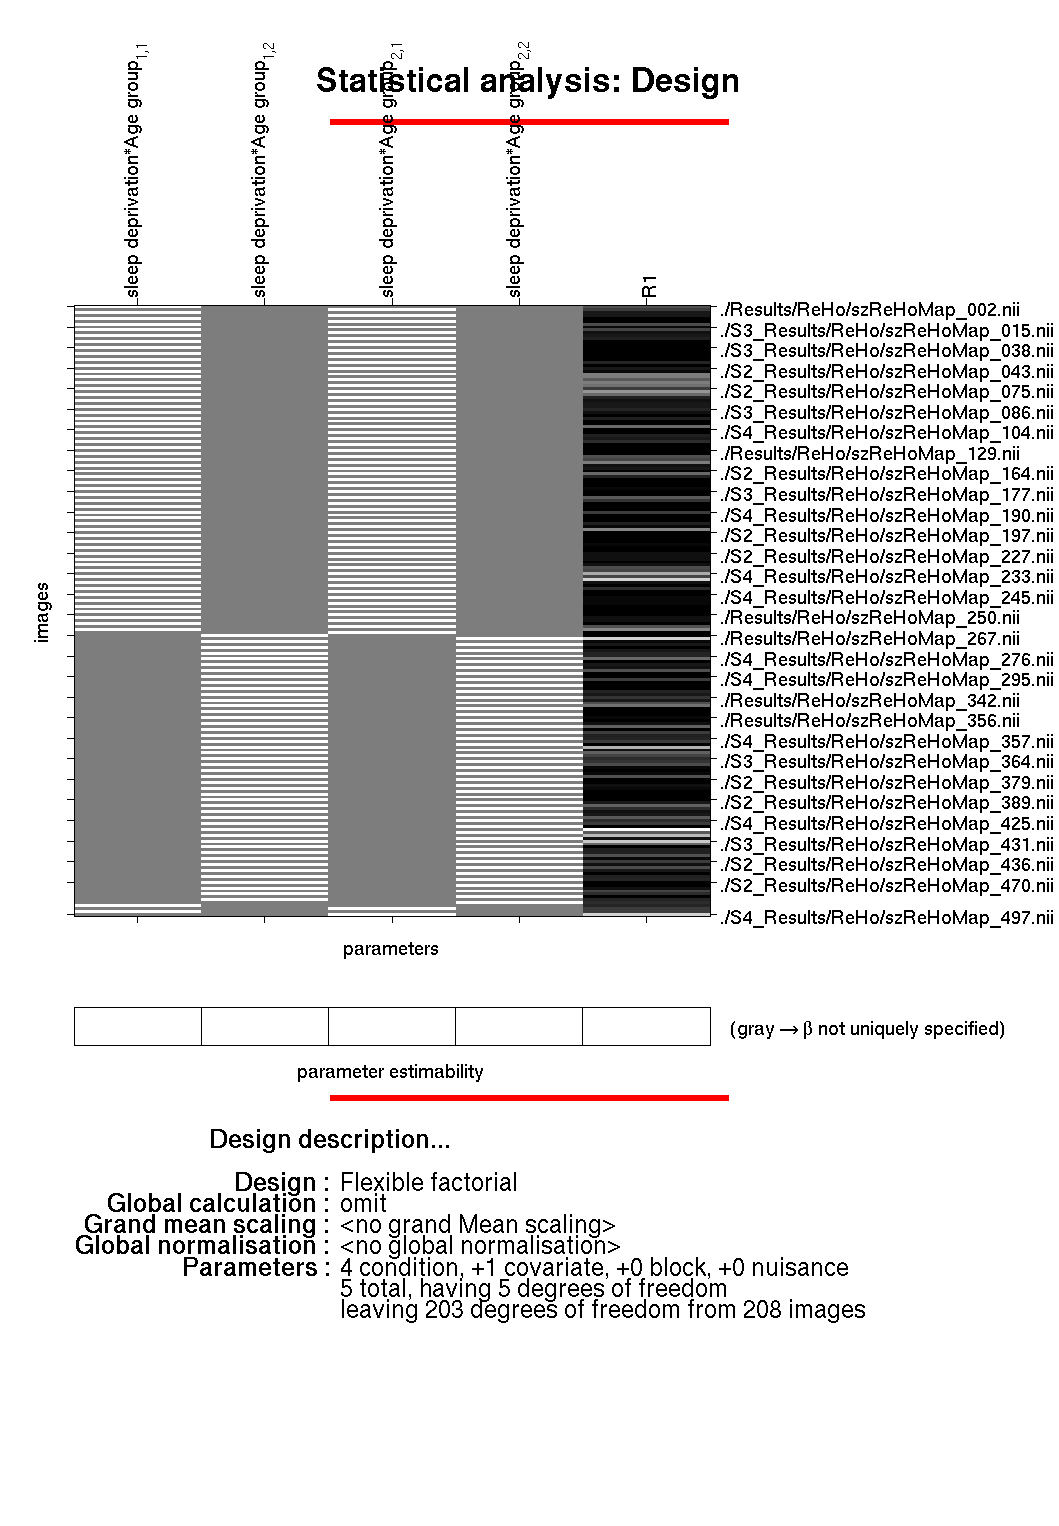 Statistical analysis: Design
sleep deprivation*Age group1,1
sleep deprivation*Age group1,2
sleep deprivation*Age group2,1
sleep deprivation*Age group2,2
R1
images
./Results/ReHo/szReHoMap_002.nii
./S3_Results/ReHo/szReHoMap_015.nii
./S3_Results/ReHo/szReHoMap_038.nii
./S2_Results/ReHo/szReHoMap_043.nii
./S2_Results/ReHo/szReHoMap_075.nii
./S3_Results/ReHo/szReHoMap_086.nii
./S4_Results/ReHo/szReHoMap_104.nii
./Results/ReHo/szReHoMap_129.nii
./S2_Results/ReHo/szReHoMap_164.nii
./S3_Results/ReHo/szReHoMap_177.nii
./S4_Results/ReHo/szReHoMap_190.nii
./S2_Results/ReHo/szReHoMap_197.nii
./S2_Results/ReHo/szReHoMap_227.nii
./S4_Results/ReHo/szReHoMap_233.nii
./S4_Results/ReHo/szReHoMap_245.nii
./Results/ReHo/szReHoMap_250.nii
./Results/ReHo/szReHoMap_267.nii
./S4_Results/ReHo/szReHoMap_276.nii
./S4_Results/ReHo/szReHoMap_295.nii
./Results/ReHo/szReHoMap_342.nii
./Results/ReHo/szReHoMap_356.nii
./S4_Results/ReHo/szReHoMap_357.nii
./S3_Results/ReHo/szReHoMap_364.nii
./S2_Results/ReHo/szReHoMap_379.nii
./S2_Results/ReHo/szReHoMap_389.nii
./S4_Results/ReHo/szReHoMap_425.nii
./S3_Results/ReHo/szReHoMap_431.nii
./S2_Results/ReHo/szReHoMap_436.nii
./S2_Results/ReHo/szReHoMap_470.nii
./S4_Results/ReHo/szReHoMap_497.nii
parameters
(gray → β not uniquely specified)
parameter estimability
Design description...
Design : Flexible factorial
Global calculation : omit
Grand mean scaling : <no grand Mean scaling>
Global normalisation : <no global normalisation>
Parameters : 4 condition, +1 covariate, +0 block, +0 nuisance
5 total, having 5 degrees of freedom
leaving 203 degrees of freedom from 208 images